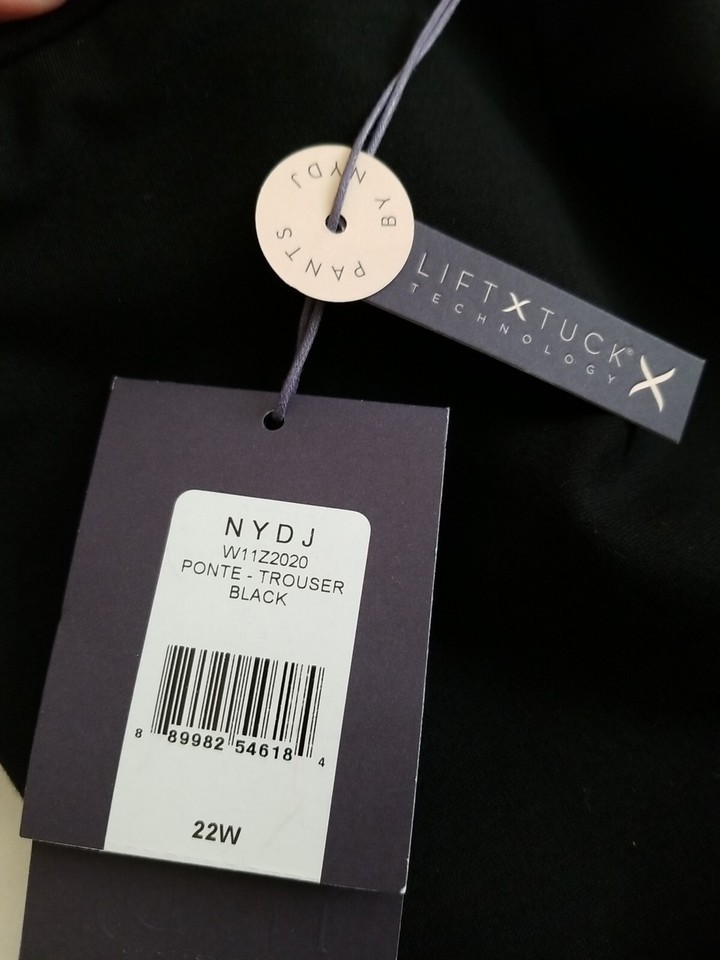 PANTS BY NYDJ
LIFT X TUCK® X
TECHNOLOGY
NYDJ
W11Z2020
PONTE - TROUSER
BLACK
8 89982 54618 4
22W